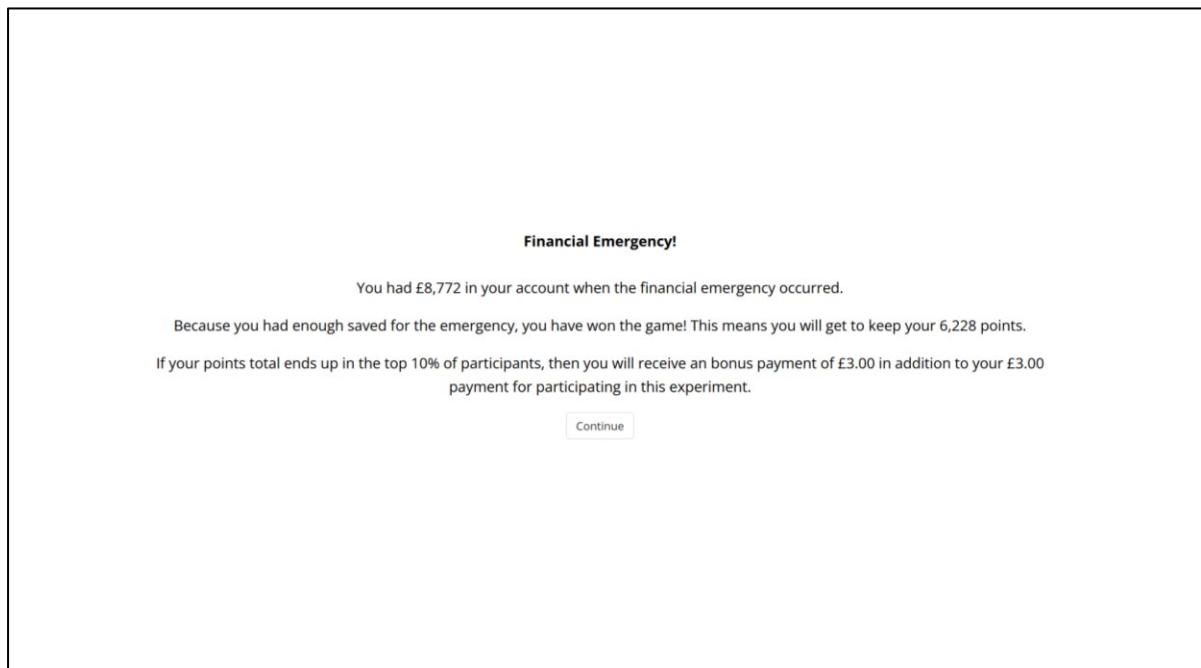 Financial Emergency!
You had £8,772 in your account when the financial emergency occurred.
Because you had enough saved for the emergency, you have won the game! This means you will get to keep your 6,228 points.
If your points total ends up in the top 10% of participants, then you will receive an bonus payment of £3.00 in addition to your £3.00
payment for participating in this experiment.
Continue